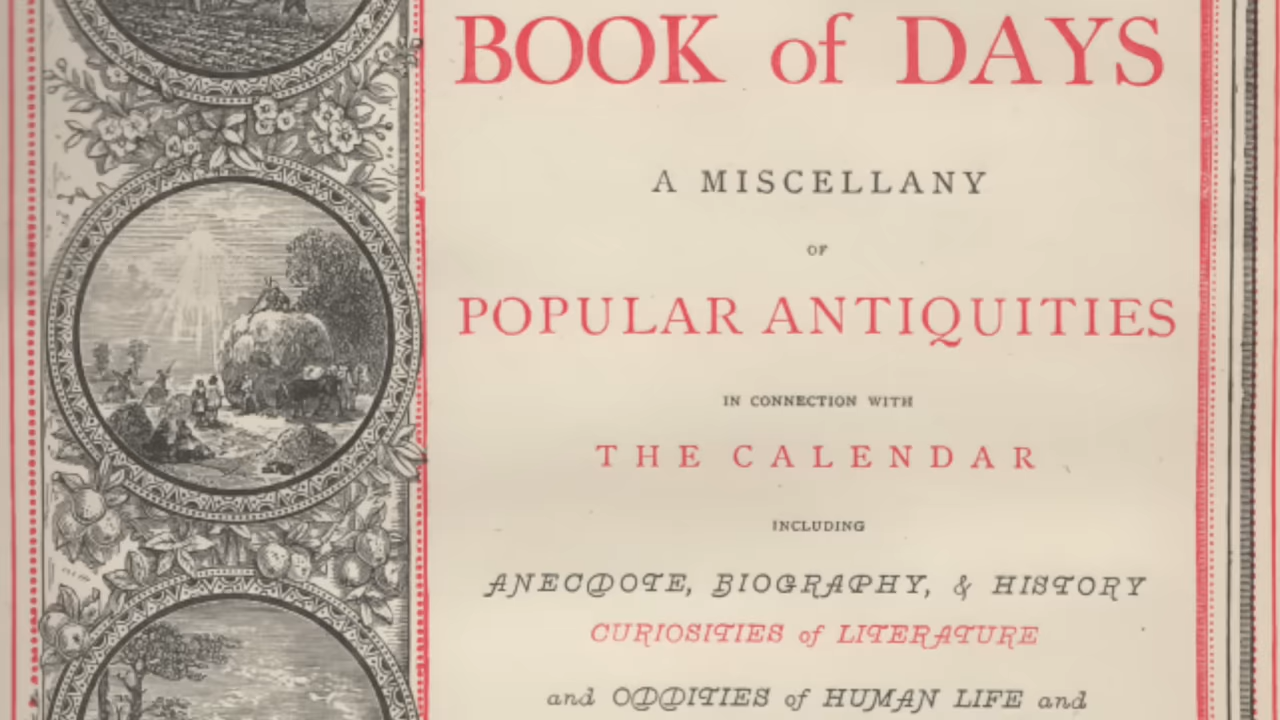 BOOK of DAYS
A MISCELLANY
OF
POPULAR ANTIQUITIES
IN CONNECTION WITH
THE CALENDAR
INCLUDING
ANECDOTE, BIOGRAPHY, & HISTORY
CURIOSITIES of LITERATURE
and ODDITIES of HUMAN LIFE and